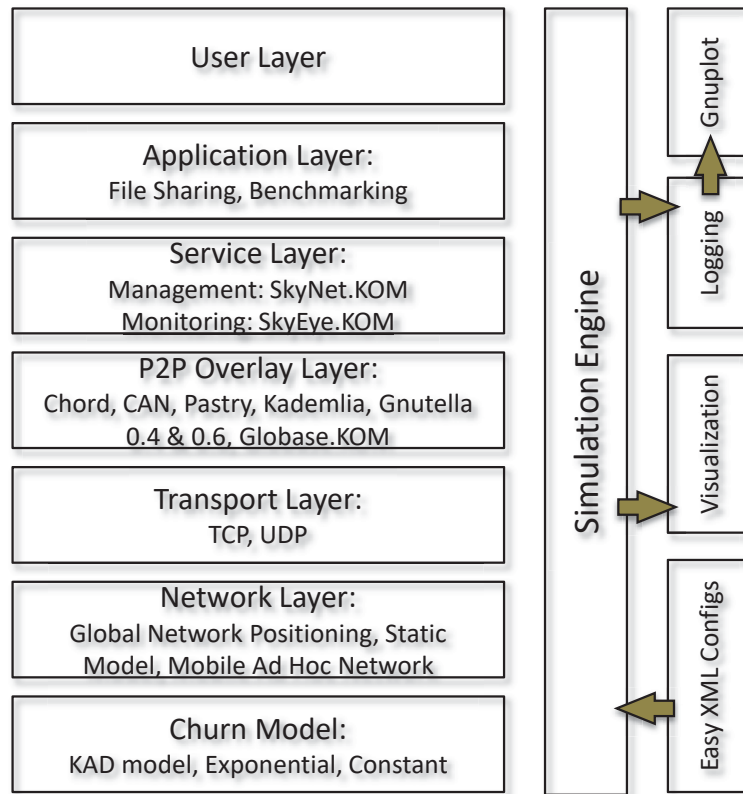 User Layer
Application Layer:
File Sharing, Benchmarking
Service Layer:
Management: SkyNet.KOM
Monitoring: SkyEye.KOM
P2P Overlay Layer:
Chord, CAN, Pastry, Kademlia, Gnutella
0.4 & 0.6, Globase.KOM
Transport Layer:
TCP, UDP
Network Layer:
Global Network Positioning, Static
Model, Mobile Ad Hoc Network
Churn Model:
KAD model, Exponential, Constant
Simulation Engine
Gnuplot
Logging
Visualization
Easy XML Configs